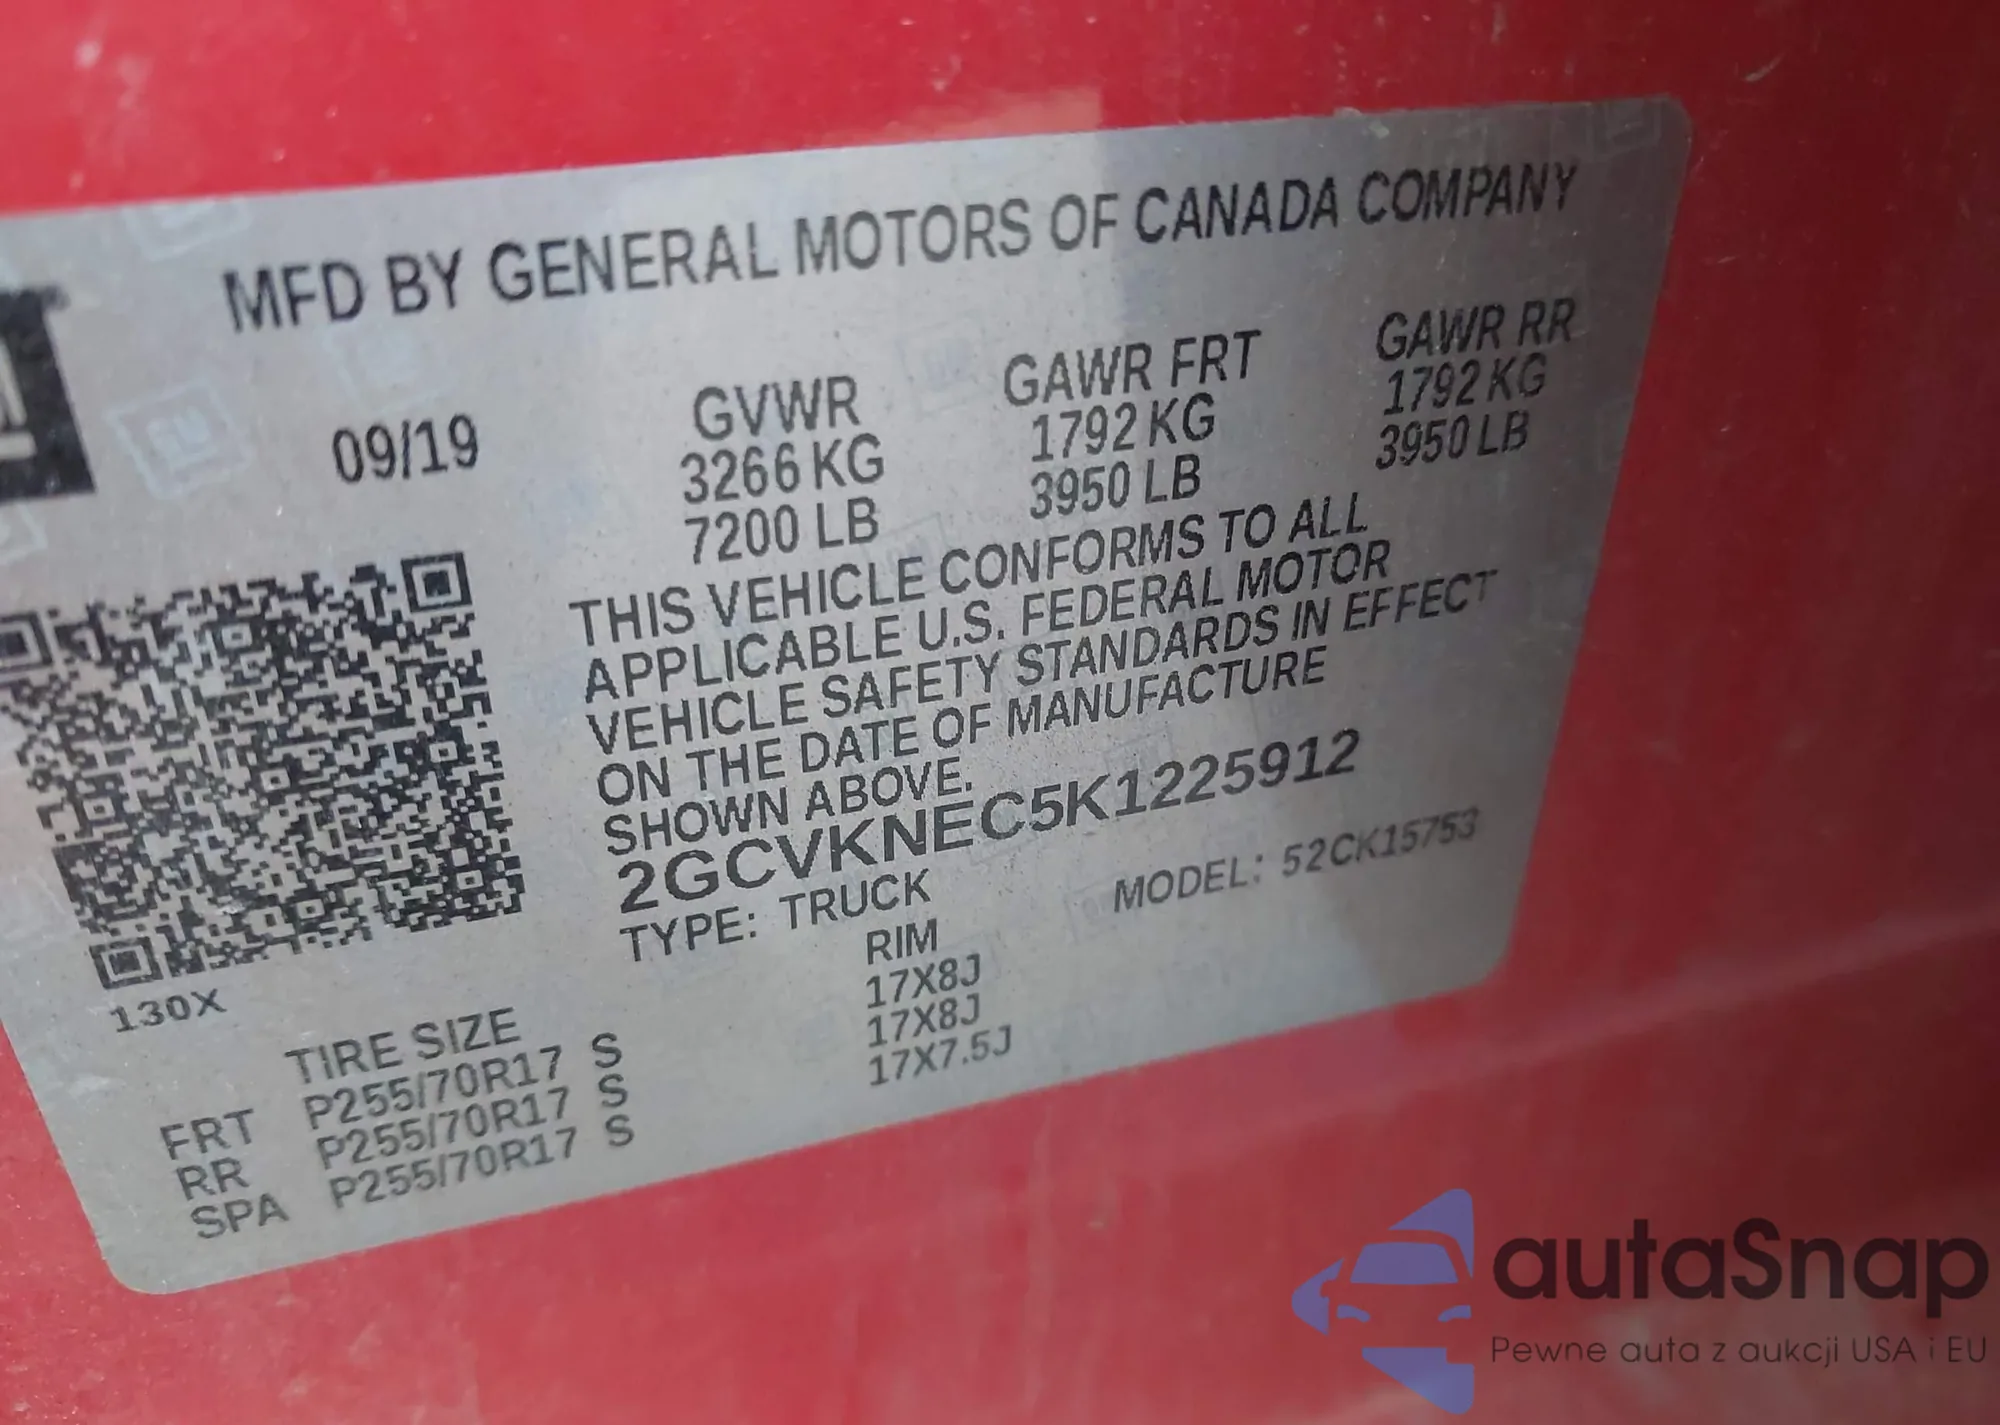 MFD BY GENERAL MOTORS OF CANADA COMPANY
09/19
GVWR
3266 KG
7200 LB
GAWR FRT
1792 KG
3950 LB
GAWR RR
1792 KG
3950 LB
THIS VEHICLE CONFORMS TO ALL
APPLICABLE U.S. FEDERAL MOTOR
VEHICLE SAFETY STANDARDS IN EFFECT
ON THE DATE OF MANUFACTURE
SHOWN ABOVE.
2GCVKNEC5K1225912
TYPE: TRUCK MODEL: 52CK15753
130X
TIRE SIZE RIM
FRT P255/70R17 S 17X8J
RR P255/70R17 S 17X8J
SPA P255/70R17 S 17X7.5J
autaSnap
Pewne auta z aukcji USA i EU